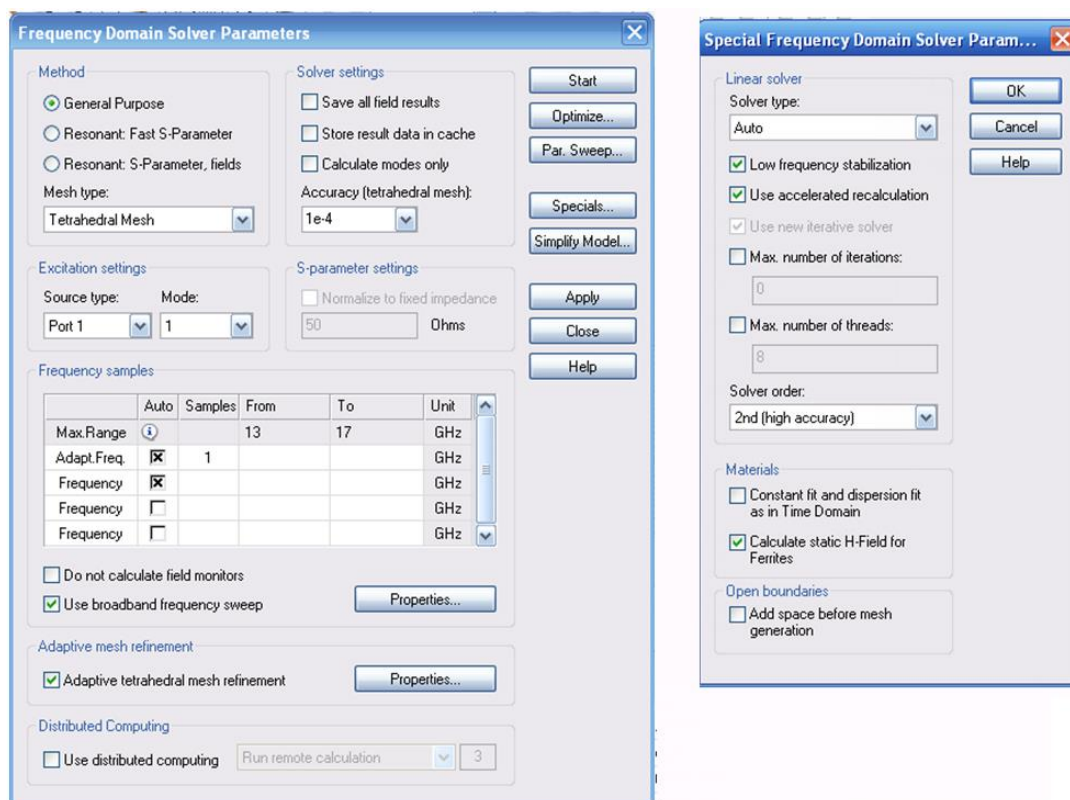 Frequency Domain Solver Parameters
Method
General Purpose
Resonant: Fast S-Parameter
Resonant: S-Parameter, fields
Mesh type:
Tetrahedral Mesh
Solver settings
Save all field results
Store result data in cache
Calculate modes only
Accuracy (tetrahedral mesh):
1e-4
Start
Optimize...
Par. Sweep...
Specials...
Simplify Model...
Apply
Close
Help
Excitation settings
Source type: Mode:
Port 1 1
S-parameter settings
Normalize to fixed impedance
50 Ohms
Frequency samples
Auto Samples From To Unit
Max.Range 13 17 GHz
Adapt.Freq. 1 GHz
Frequency GHz
Frequency GHz
Frequency GHz
Do not calculate field monitors
Use broadband frequency sweep Properties...
Adaptive mesh refinement
Adaptive tetrahedral mesh refinement Properties...
Distributed Computing
Use distributed computing Run remote calculation 3
Special Frequency Domain Solver Param...
Linear solver
Solver type:
Auto
Low frequency stabilization
Use accelerated recalculation
Use new iterative solver
Max. number of iterations:
0
Max. number of threads:
8
Solver order:
2nd (high accuracy)
OK
Cancel
Help
Materials
Constant fit and dispersion fit
as in Time Domain
Calculate static H-Field for
Ferrites
Open boundaries
Add space before mesh
generation